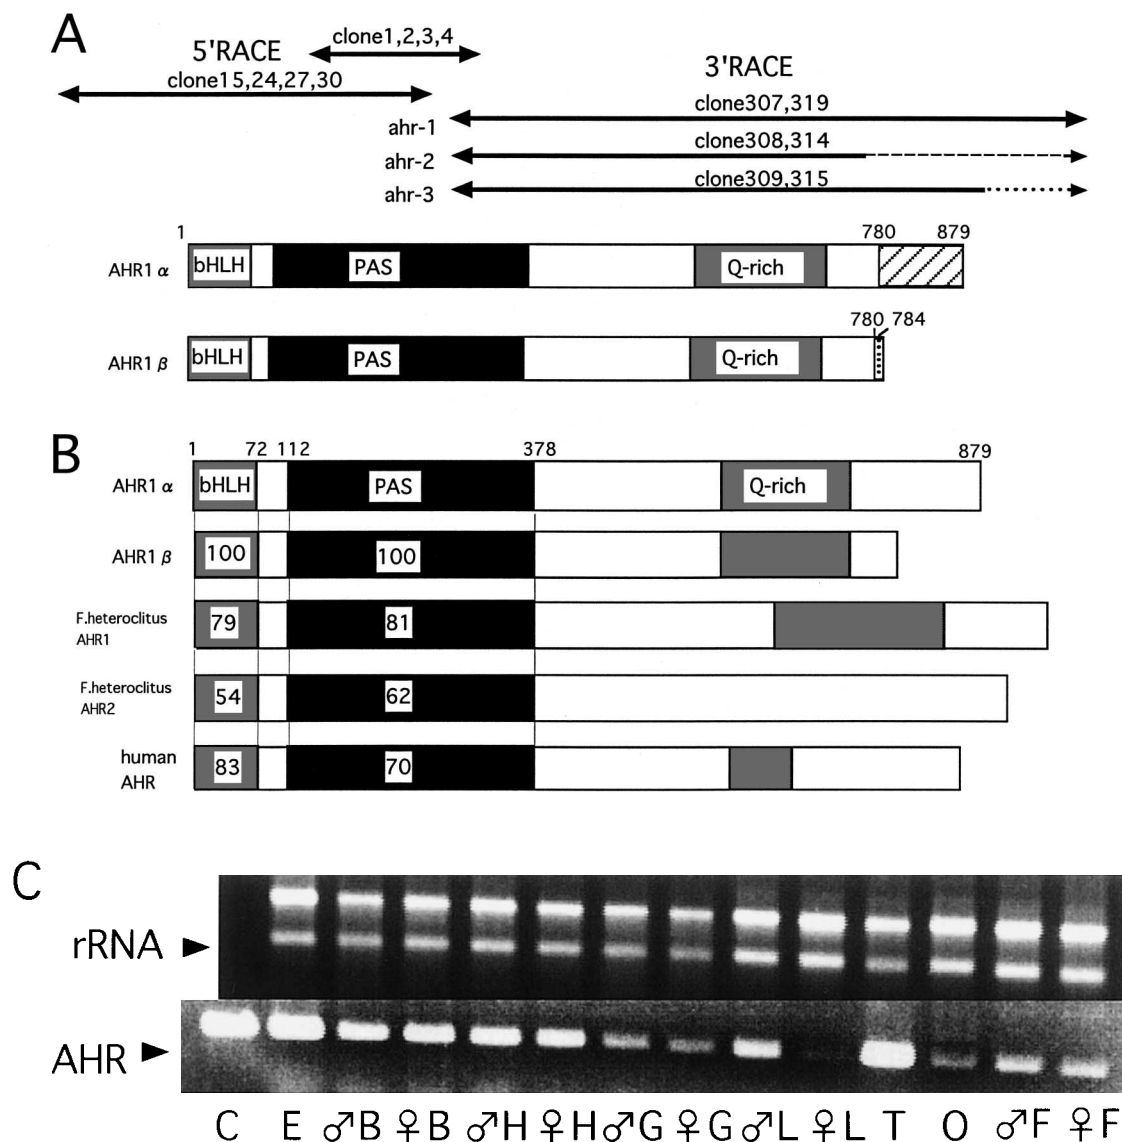 A
clone1,2,3,4
5'RACE
3'RACE
clone15,24,27,30
clone307,319
ahr-1
clone308,314
ahr-2
clone309,315
ahr-3
1 780 879
AHR1 α bHLH PAS Q-rich
780 784
AHR1 β bHLH PAS Q-rich
B
1 72 112 378 879
AHR1 α bHLH PAS Q-rich
AHR1 β 100 100
F.heteroclitus
AHR1
79 81
F.heteroclitus
AHR2
54 62
human
AHR
83 70
C
rRNA
AHR
C E ♂B ♀B ♂H ♀H ♂G ♀G ♂L ♀L T O ♂F ♀F